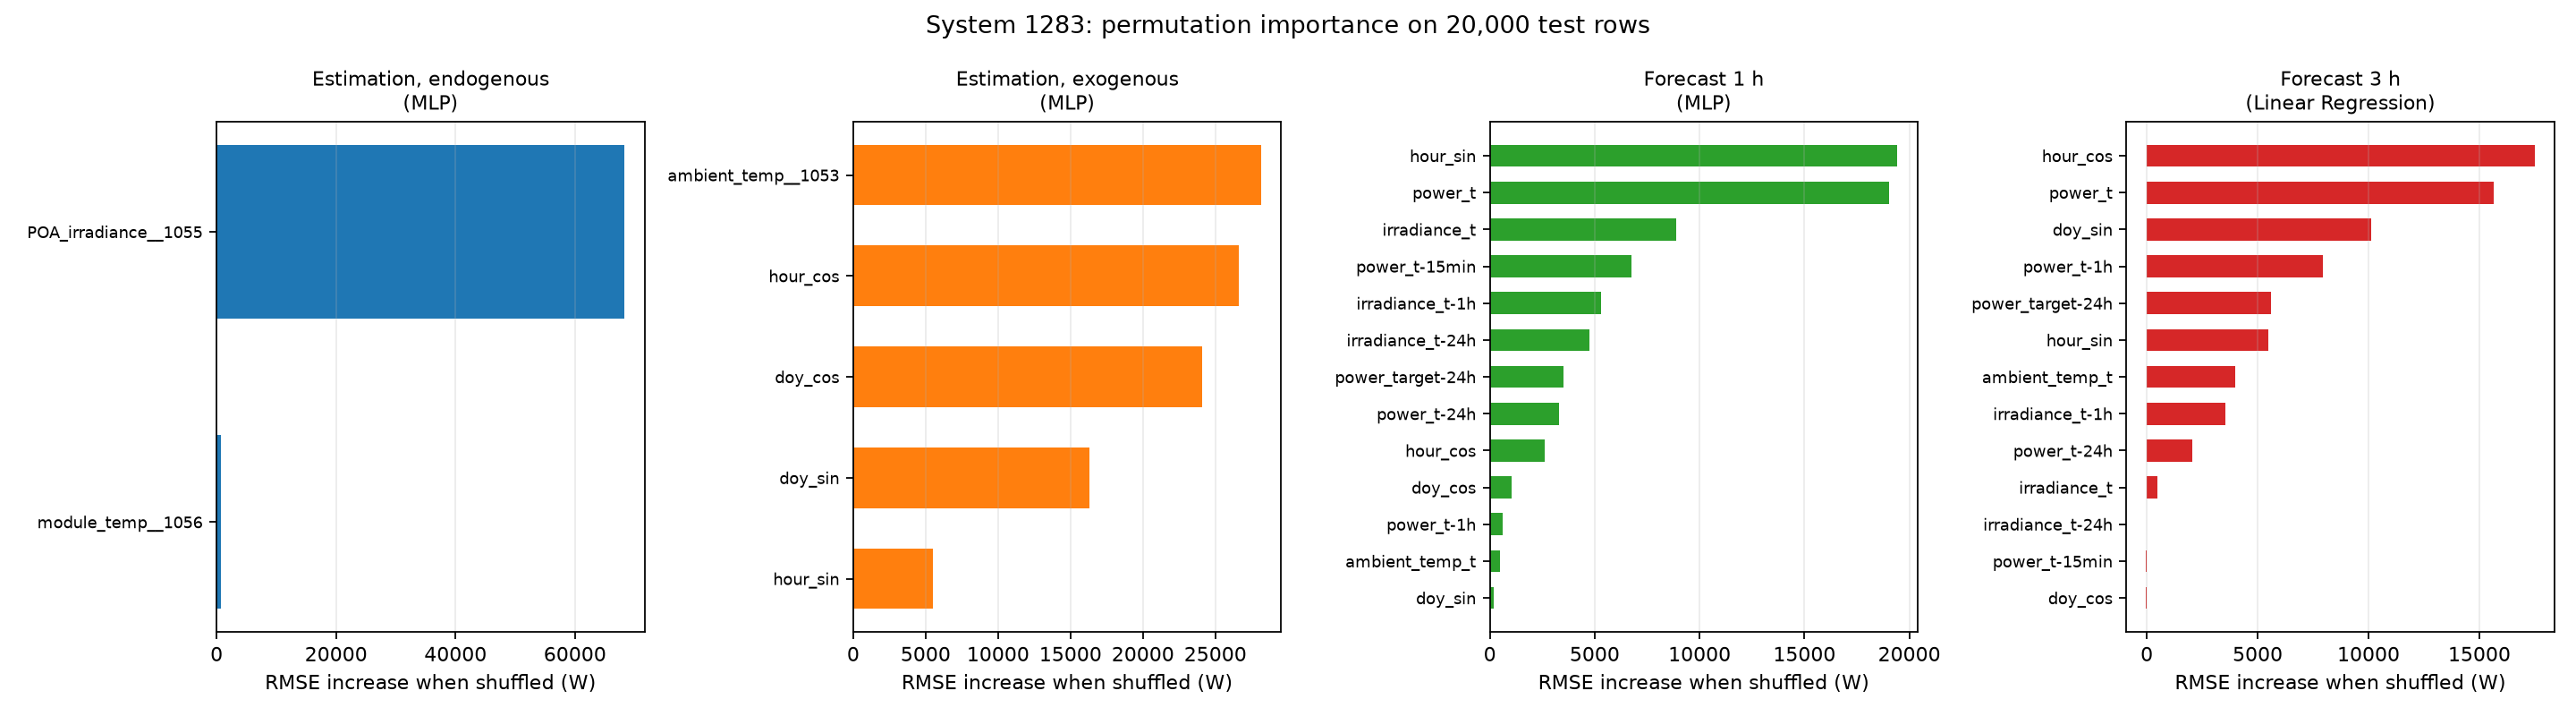 System 1283: permutation importance on 20,000 test rows
Estimation, endogenous
(MLP)
POA_irradiance__1055
module_temp__1056
0 20000 40000 60000
RMSE increase when shuffled (W)
Estimation, exogenous
(MLP)
ambient_temp__1053
hour_cos
doy_cos
doy_sin
hour_sin
0 5000 10000 15000 20000 25000
RMSE increase when shuffled (W)
Forecast 1 h
(MLP)
hour_sin
power_t
irradiance_t
power_t-15min
irradiance_t-1h
irradiance_t-24h
power_target-24h
power_t-24h
hour_cos
doy_cos
power_t-1h
ambient_temp_t
doy_sin
0 5000 10000 15000 20000
RMSE increase when shuffled (W)
Forecast 3 h
(Linear Regression)
hour_cos
power_t
doy_sin
power_t-1h
power_target-24h
hour_sin
ambient_temp_t
irradiance_t-1h
power_t-24h
irradiance_t
irradiance_t-24h
power_t-15min
doy_cos
0 5000 10000 15000
RMSE increase when shuffled (W)